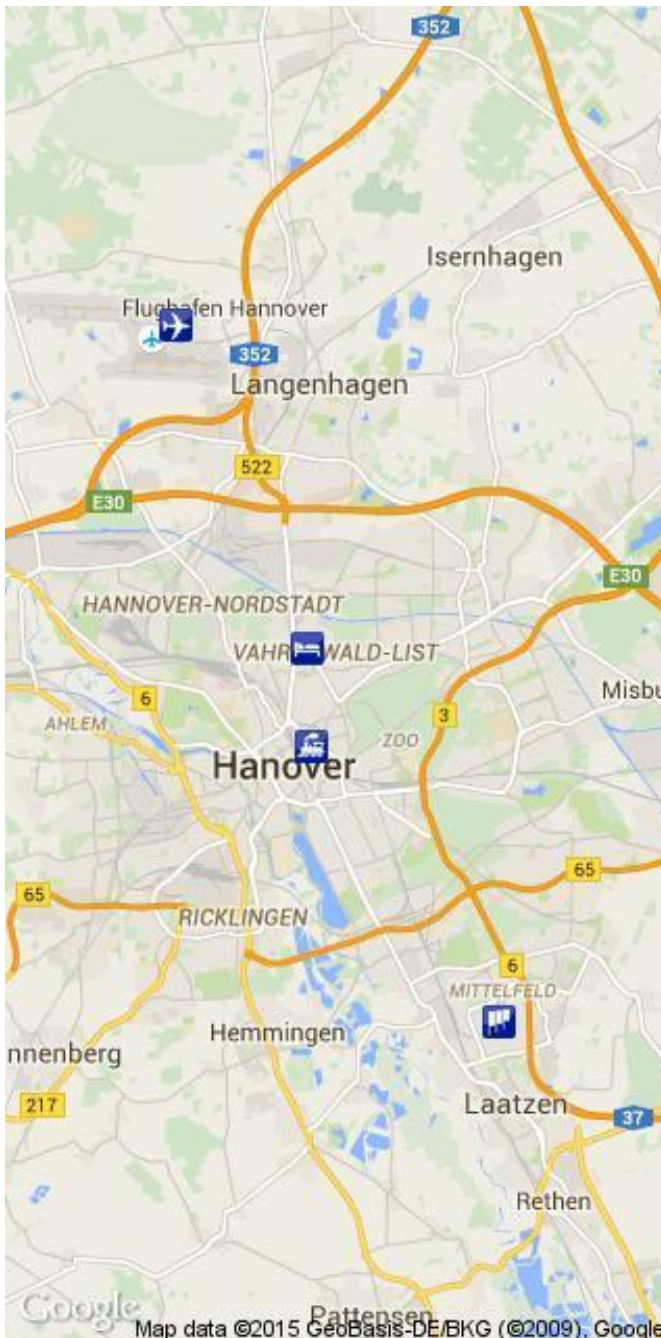 352
Isernhagen
Flughafen Hannover
352
Langenhagen
522
E30
E30
HANNOVER-NORDSTADT
VAHR WALD-LIST
Misbu
6
3
AHLEM
ZOO
Hanover
65
65
RICKLINGEN
6
MITTELFELD
Hemmingen
nnenberg
217
Laatzen
37
Rethen
Google
Pattensen
Map data ©2015 GeoBasis-DE/BKG (©2009), Google